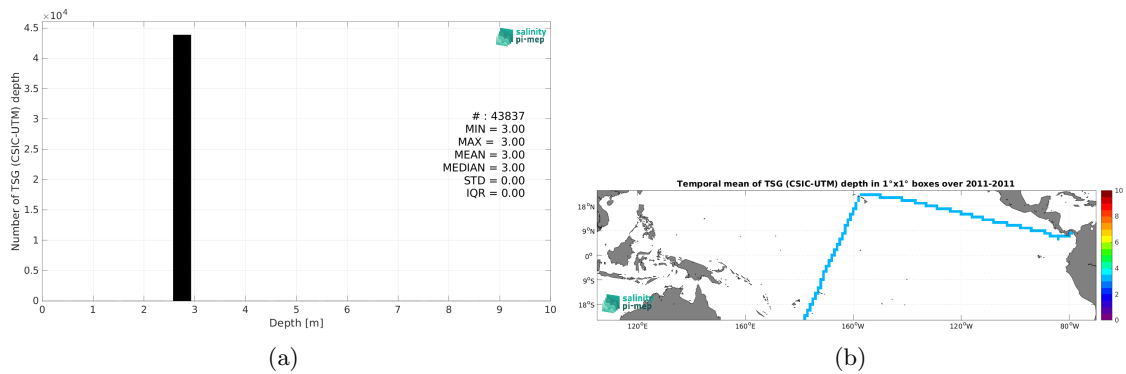 ×10⁴
4.5
4
3.5
3
2.5
2
1.5
1
0.5
0
Number of TSG (CSIC-UTM) depth
salinity
pi-mep
# : 43837
MIN = 3.00
MAX = 3.00
MEAN = 3.00
MEDIAN = 3.00
STD = 0.00
IQR = 0.00
0 1 2 3 4 5 6 7 8 9 10
Depth [m]
(a)
Temporal mean of TSG (CSIC-UTM) depth in 1°x1° boxes over 2011-2011
18°N
9°N
0°
9°S
18°S
salinity
pi-mep
120°E 160°E 160°W 120°W 80°W
10
8
6
4
2
0
(b)